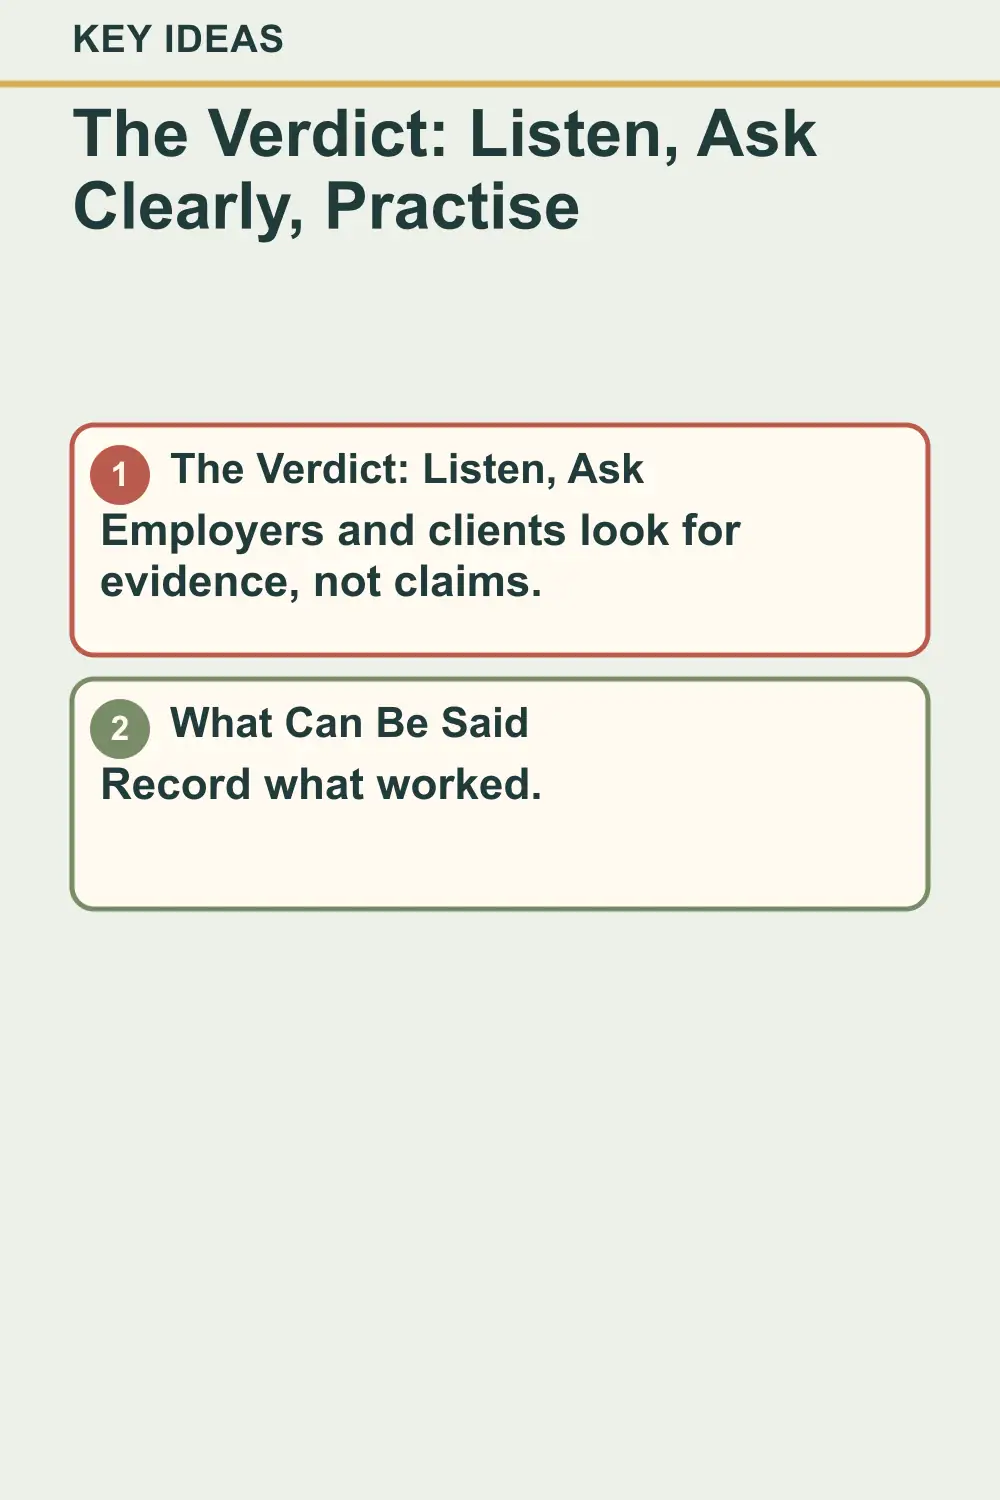 KEY IDEAS
The Verdict: Listen, Ask
Clearly, Practise
1 The Verdict: Listen, Ask
Employers and clients look for
evidence, not claims.
2 What Can Be Said
Record what worked.